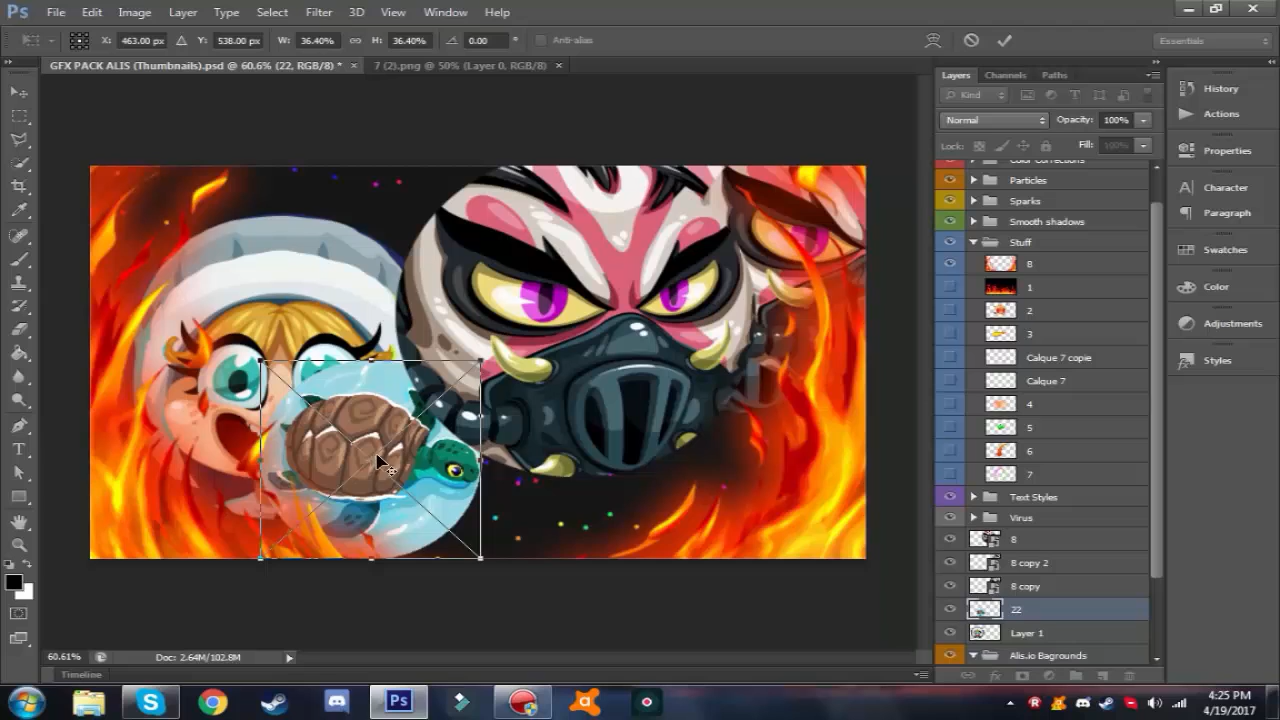 Ps File Edit Image Layer Type Select Filter 3D View Window Help
X: 463.00 px Y: 538.00 px W: 36.40% H: 36.40% 0.00 ° Anti-alias Essentials
GFX PACK ALIS (Thumbnails).psd @ 60.6% (22, RGB/8) * × 7 (2).png @ 50% (Layer 0, RGB/8) ×
Layers Channels Paths
Kind
Normal Opacity: 100%
Lock: Fill: 100%
Color Corrections
Particles
Sparks
Smooth shadows
Stuff
8
1
2
3
Calque 7 copie
Calque 7
4
5
6
7
Text Styles
Virus
8
8 copy 2
8 copy
22
Layer 1
Alis.io Bagrounds
History
Actions
Properties
Character
Paragraph
Swatches
Color
Adjustments
Styles
60.61% Doc: 2.64M/102.8M
Timeline
Ps
4:25 PM
4/19/2017